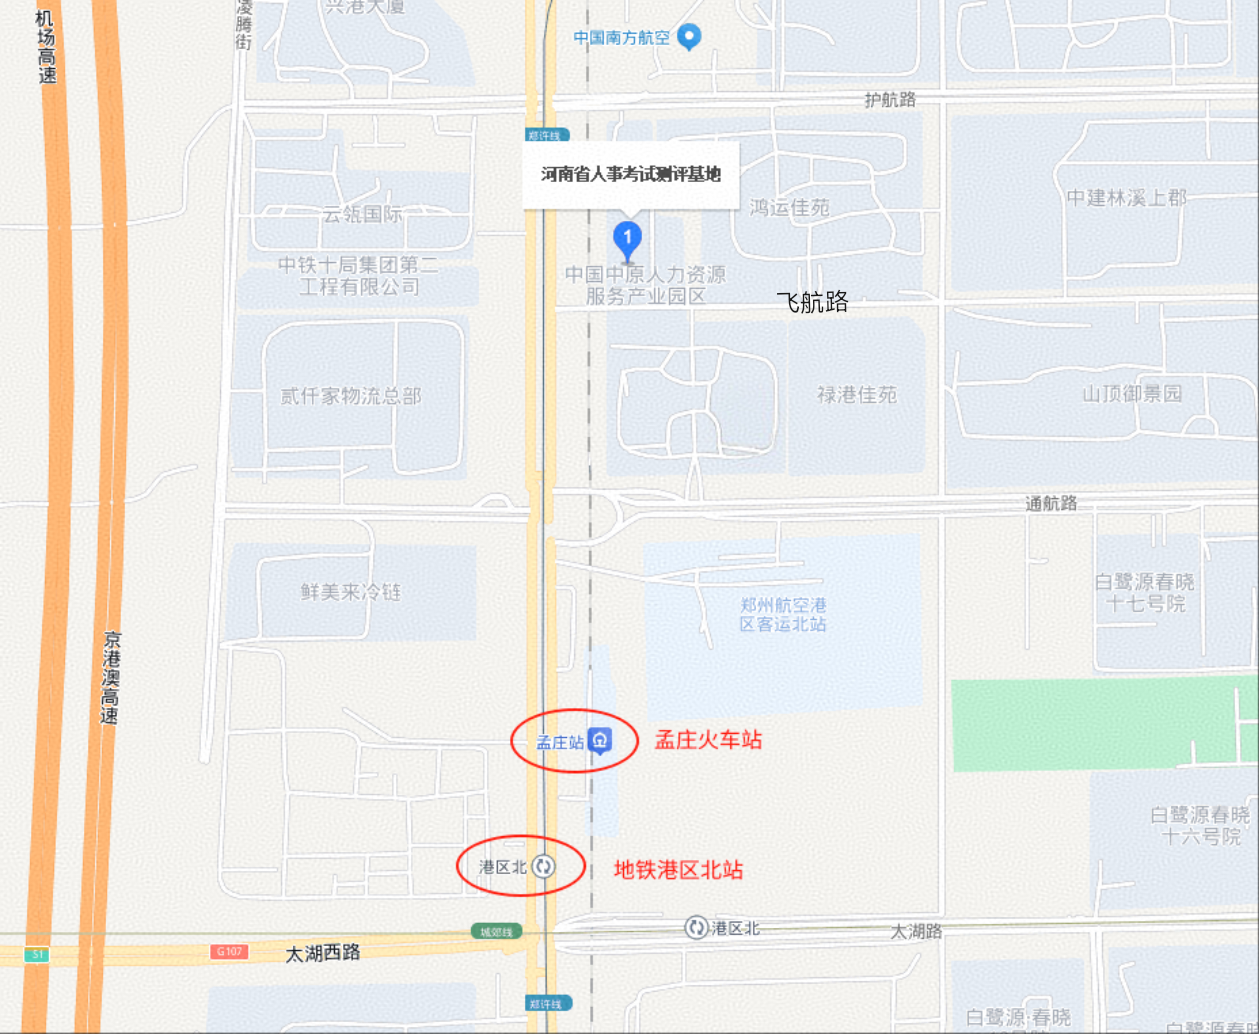 机场高速
凌腾街
兴港大厦
中国南方航空
护航路
郑许线
河南省人事考试测评基地
1
鸿运佳苑
中建林溪上郡
云瓴国际
中铁十局集团第二
工程有限公司
中国中原人力资源
服务产业园区
飞航路
贰仟家物流总部
禄港佳苑
山顶御景园
通航路
鲜美来冷链
郑州航空港
区客运北站
白鹭源春晓
十七号院
京港澳高速
孟庄站
孟庄火车站
白鹭源春晓
十六号院
港区北
地铁港区北站
城郊线
港区北
太湖路
S1
G107
太湖西路
郑许线
白鹭源·春晓
白鹭源春晓